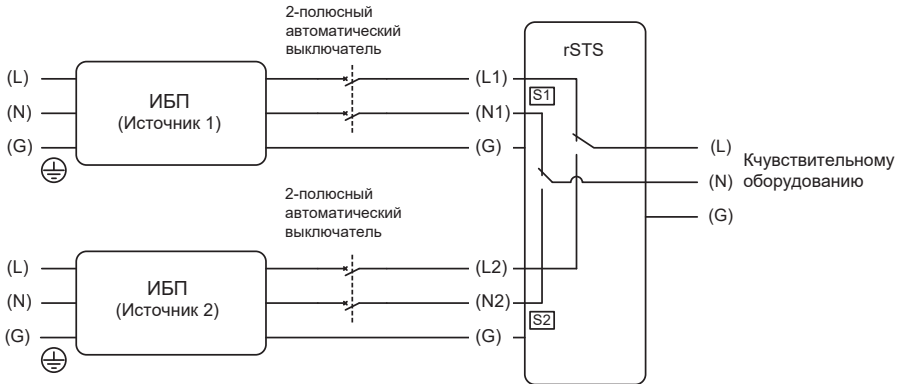 2-полюсный
автоматический
выключатель
rSTS
(L)
(L1)
S1
ИБП
(Источник 1)
(N)
(N1)
(G)
(G)
(L)
Кчувствительному
(N)
оборудованию
(G)
2-полюсный
автоматический
выключатель
(L)
(L2)
ИБП
(Источник 2)
(N)
(N2)
S2
(G)
(G)